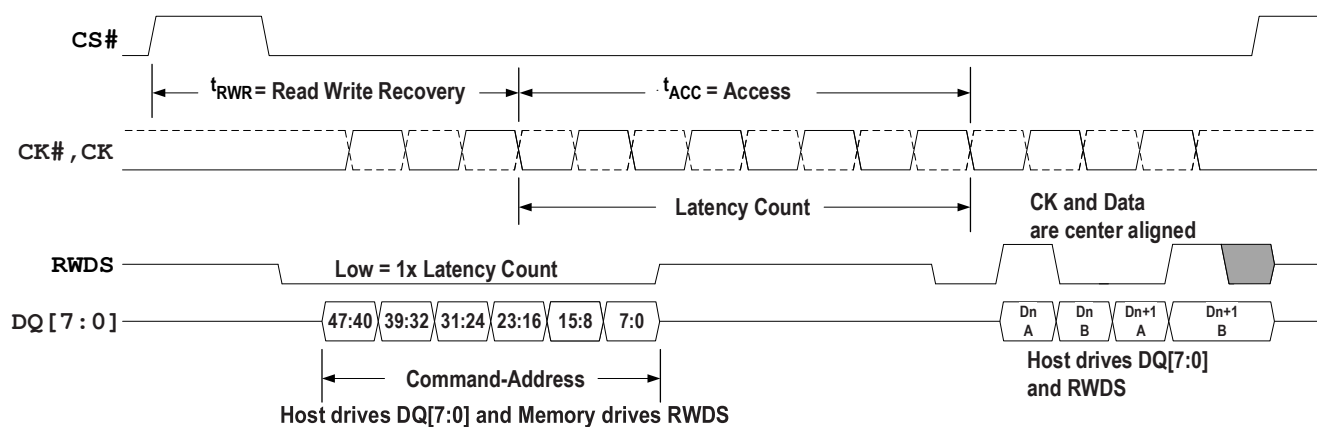 CS#
tRWR = Read Write Recovery
tACC = Access
CK#,CK
Latency Count
CK and Data
are center aligned
RWDS
Low = 1x Latency Count
DQ[7:0]
47:40 39:32 31:24 23:16 15:8 7:0
Dn Dn Dn+1 Dn+1
A B A B
Command-Address
Host drives DQ[7:0]
and RWDS
Host drives DQ[7:0] and Memory drives RWDS